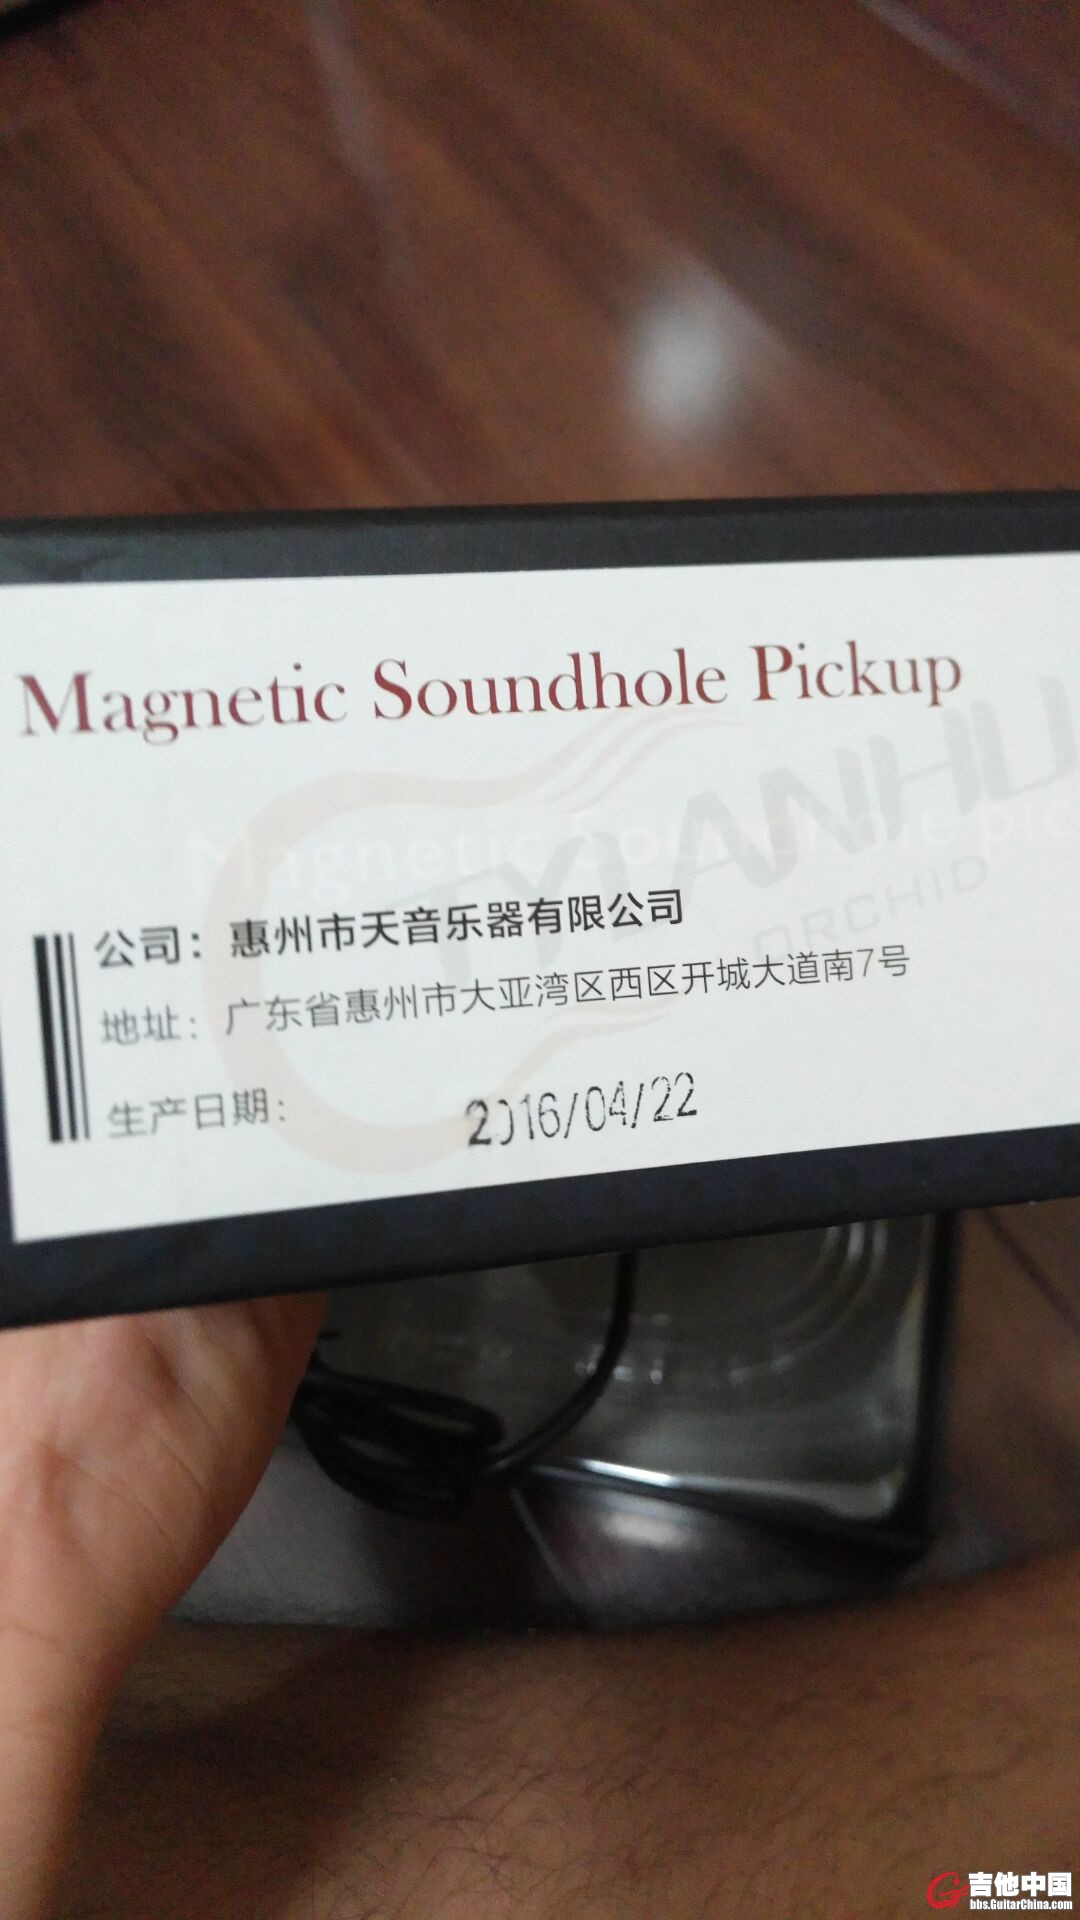 Magnetic Soundhole Pickup
TYIANHU
ORCHID
公司：惠州市天音乐器有限公司
地址：广东省惠州市大亚湾区西区开城大道南7号
生产日期：
2016/04/22
吉他中国
bbs.GuitarChina.com